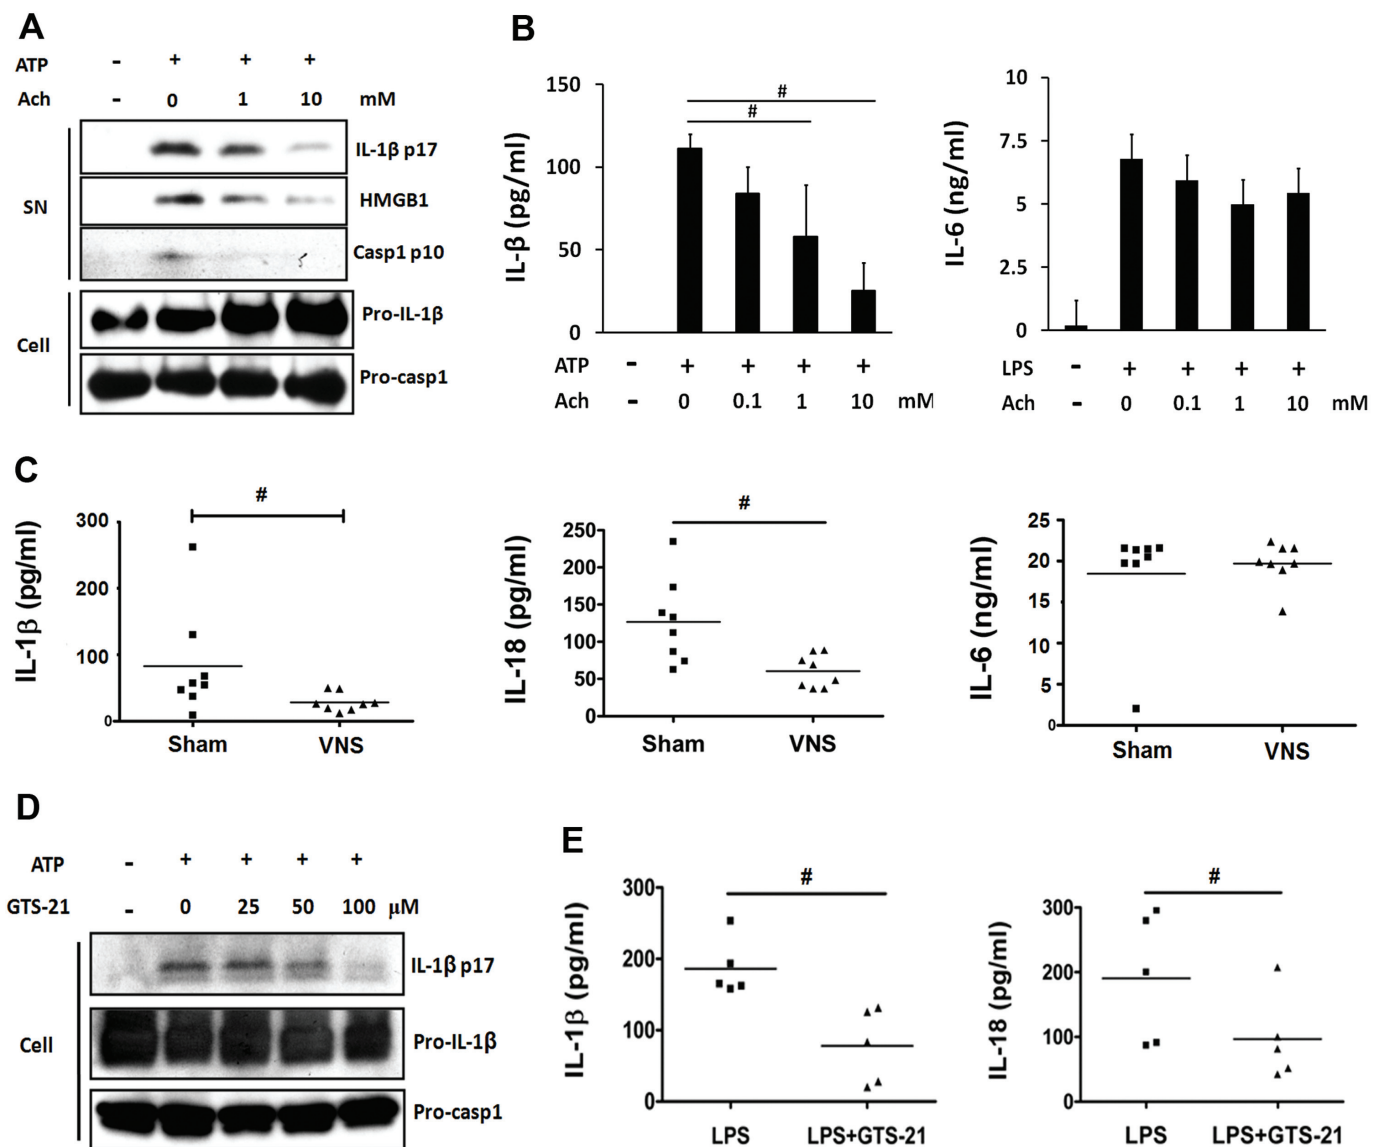 A
ATP - + + +
Ach - 0 1 10 mM
SN
IL-1β p17
HMGB1
Casp1 p10
Cell
Pro-IL-1β
Pro-casp1
B
IL-β (pg/ml)
150
100
50
0
# 
#
ATP - + + + +
Ach - 0 0.1 1 10 mM
IL-6 (ng/ml)
10
7.5
5
2.5
0
LPS - + + + +
Ach - 0 0.1 1 10 mM
C
IL-1β (pg/ml)
300
200
100
0
#
Sham VNS
IL-18 (pg/ml)
250
200
150
100
50
0
#
Sham VNS
IL-6 (ng/ml)
25
20
15
10
5
0
Sham VNS
D
ATP - + + + +
GTS-21 - 0 25 50 100 µM
Cell
IL-1β p17
Pro-IL-1β
Pro-casp1
E
IL-1β (pg/ml)
300
200
100
0
#
LPS LPS+GTS-21
IL-18 (pg/ml)
300
200
100
0
#
LPS LPS+GTS-21